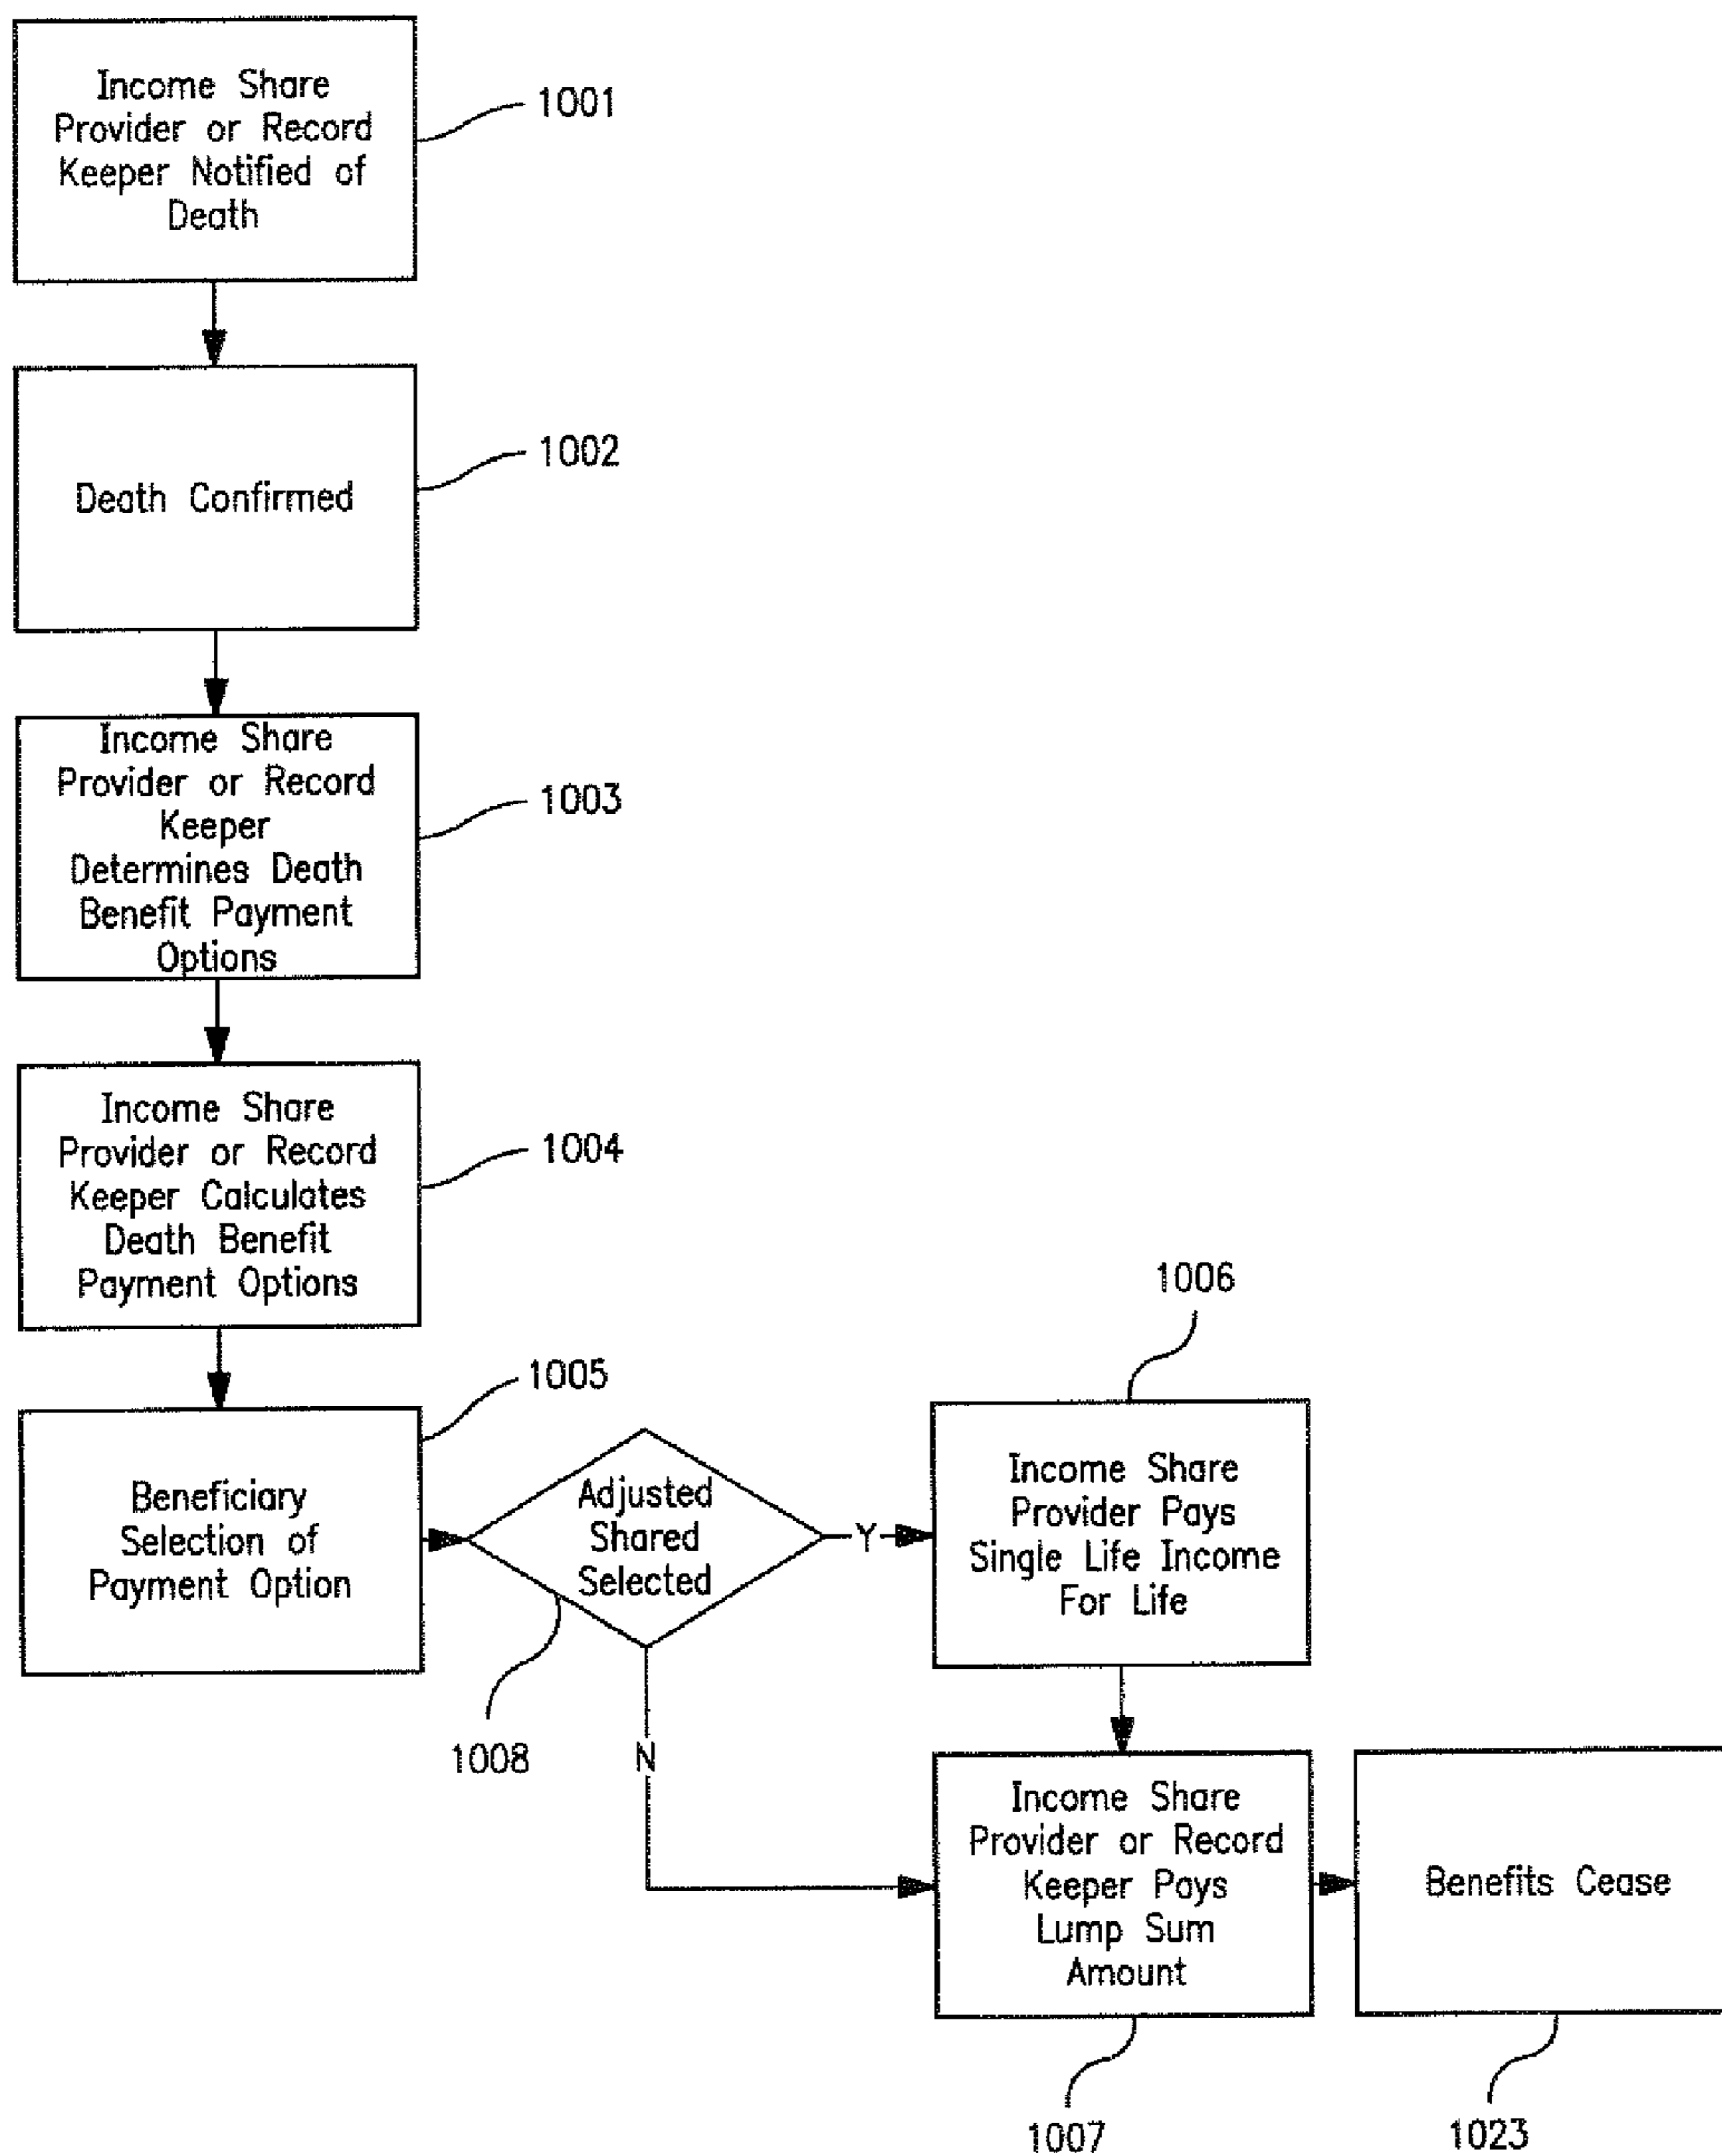 Income Share
Provider or Record
Keeper Notified of
Death
1001
Death Confirmed
1002
Income Share
Provider or Record
Keeper
Determines Death
Benefit Payment
Options
1003
Income Share
Provider or Record
Keeper Calculates
Death Benefit
Payment Options
1004
Beneficiary
Selection of
Payment Option
1005
Adjusted
Shared
Selected
1008
Y
N
1006
Income Share
Provider Pays
Single Life Income
For Life
Income Share
Provider or Record
Keeper Pays
Lump Sum
Amount
1007
Benefits Cease
1023